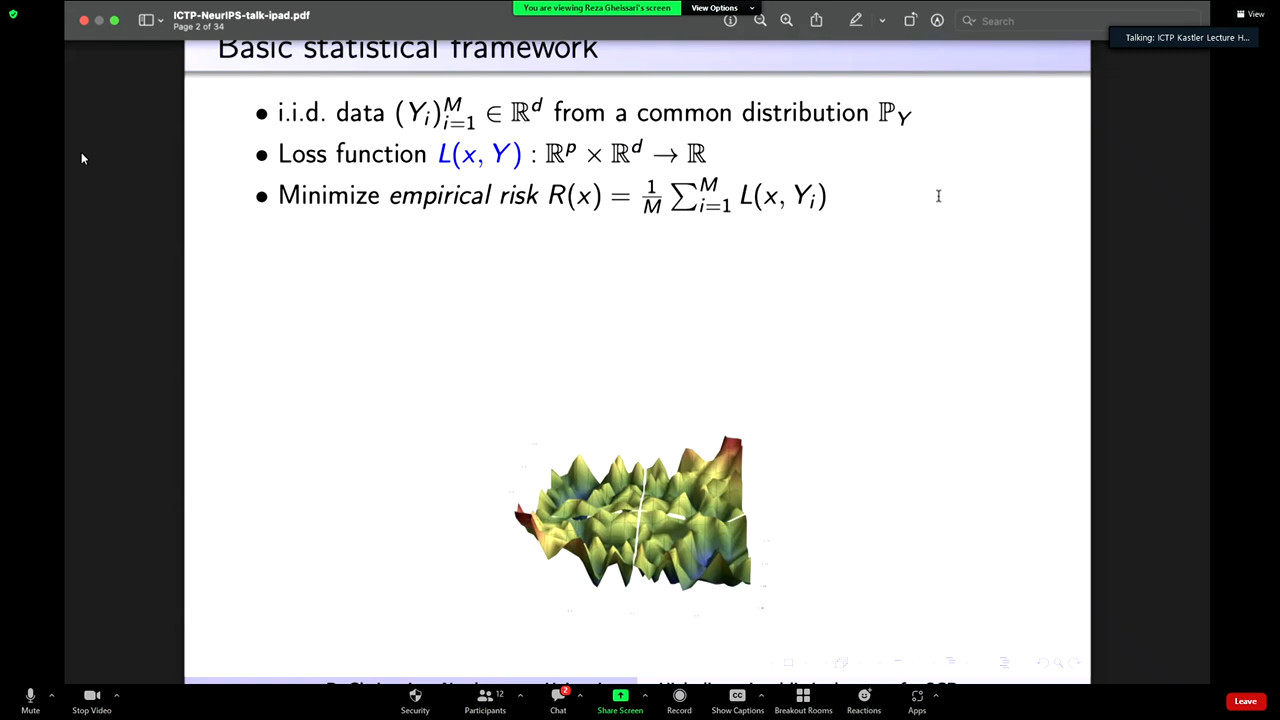 ICTP-NeurIPS-talk-ipad.pdf
Page 2 of 34
You are viewing Reza Gheissari's screen
View Options
Search
View
Talking: ICTP Kastler Lecture H...
Basic statistical framework
• i.i.d. data (Y_i)_{i=1}^M ∈ ℝ^d from a common distribution ℙ_Y
• Loss function L(x, Y) : ℝ^p × ℝ^d → ℝ
• Minimize empirical risk R(x) = 1/M ∑_{i=1}^M L(x, Y_i)
Mute
Stop Video
Security
Participants
12
Chat
2
Share Screen
Record
CC
Show Captions
Breakout Rooms
Reactions
Apps
Leave